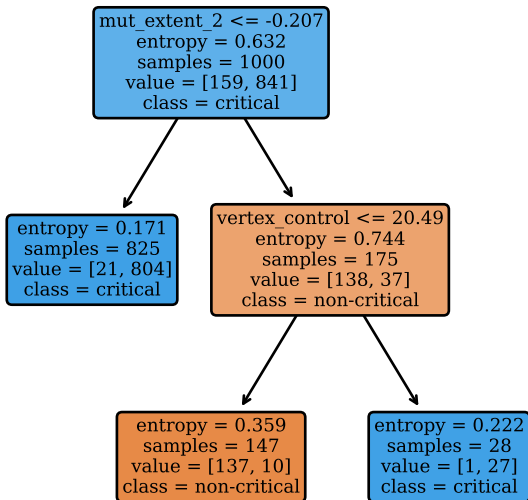 mut_extent_2 <= -0.207
entropy = 0.632
samples = 1000
value = [159, 841]
class = critical
entropy = 0.171
samples = 825
value = [21, 804]
class = critical
vertex_control <= 20.49
entropy = 0.744
samples = 175
value = [138, 37]
class = non-critical
entropy = 0.359
samples = 147
value = [137, 10]
class = non-critical
entropy = 0.222
samples = 28
value = [1, 27]
class = critical